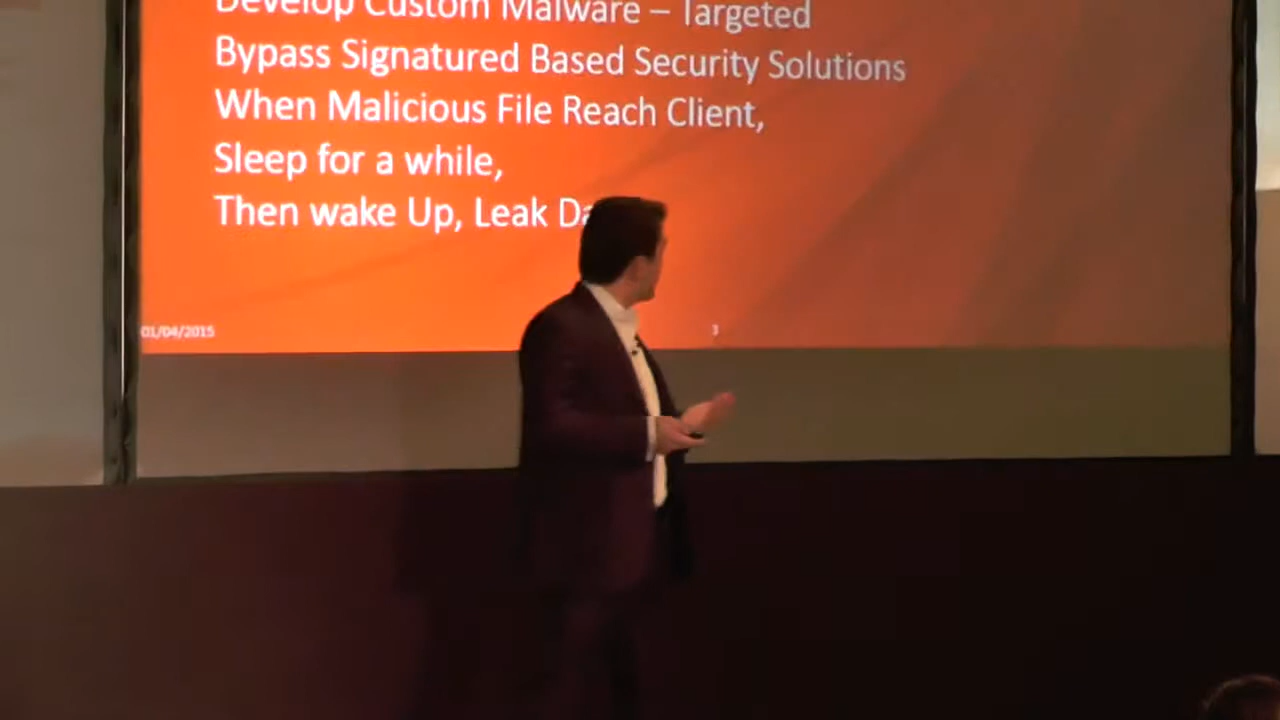 Develop Custom Malware – Targeted
Bypass Signatured Based Security Solutions
When Malicious File Reach Client,
Sleep for a while,
Then wake Up, Leak
01/04/2015
3